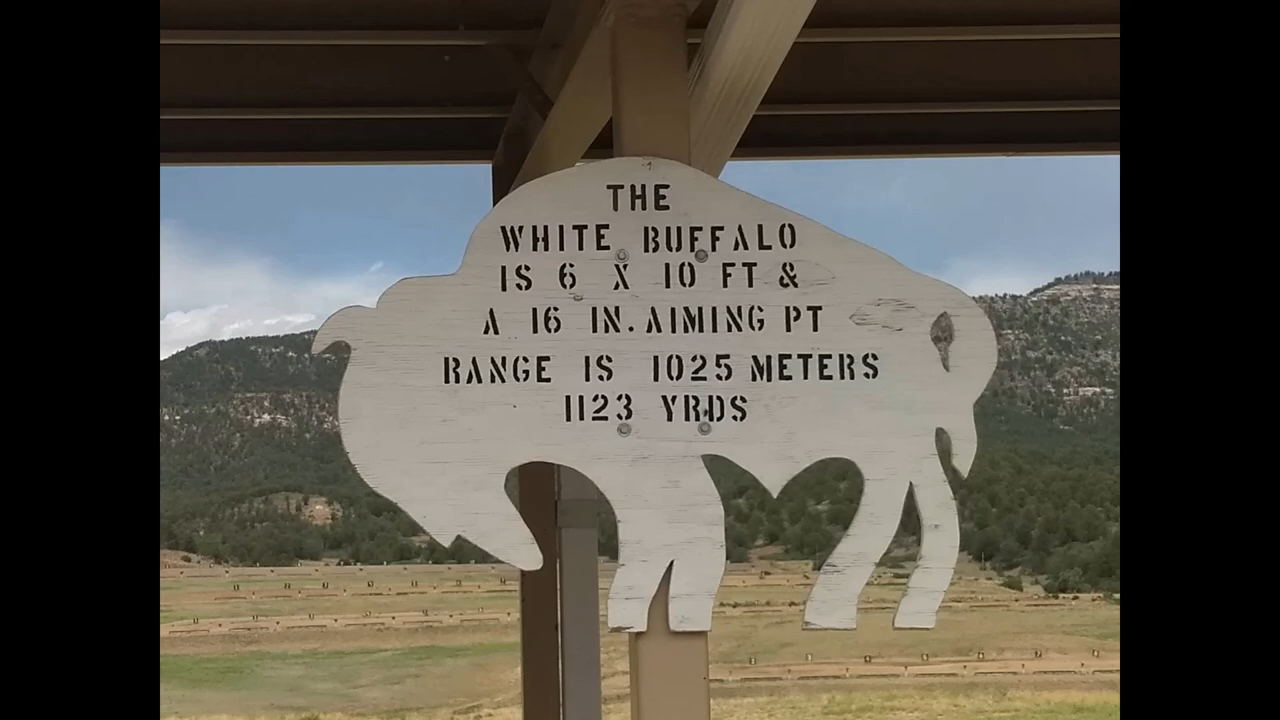 THE
WHITE BUFFALO
IS 6 X 10 FT &
A 16 IN. AIMING PT
RANGE IS 1025 METERS
1123 YRDS